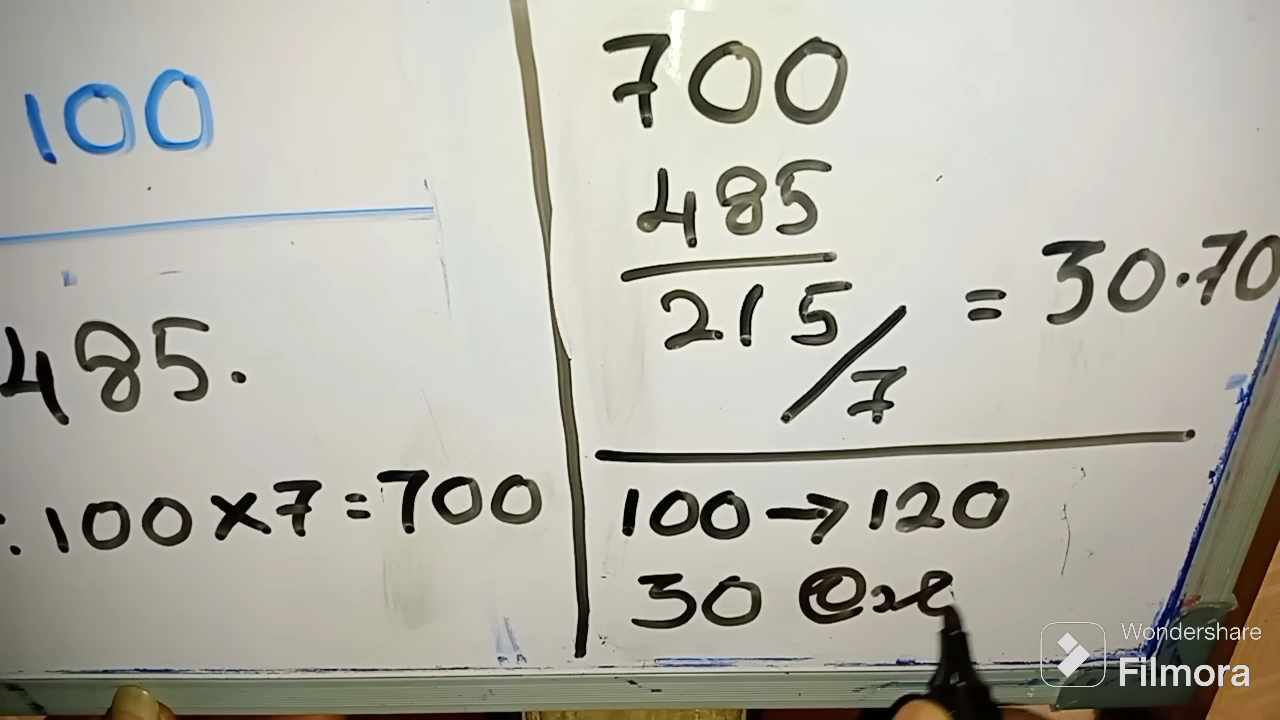 100
485.
:100×7=700
700
485
215/7 = 30.70
100→120
30
Wondershare
Filmora